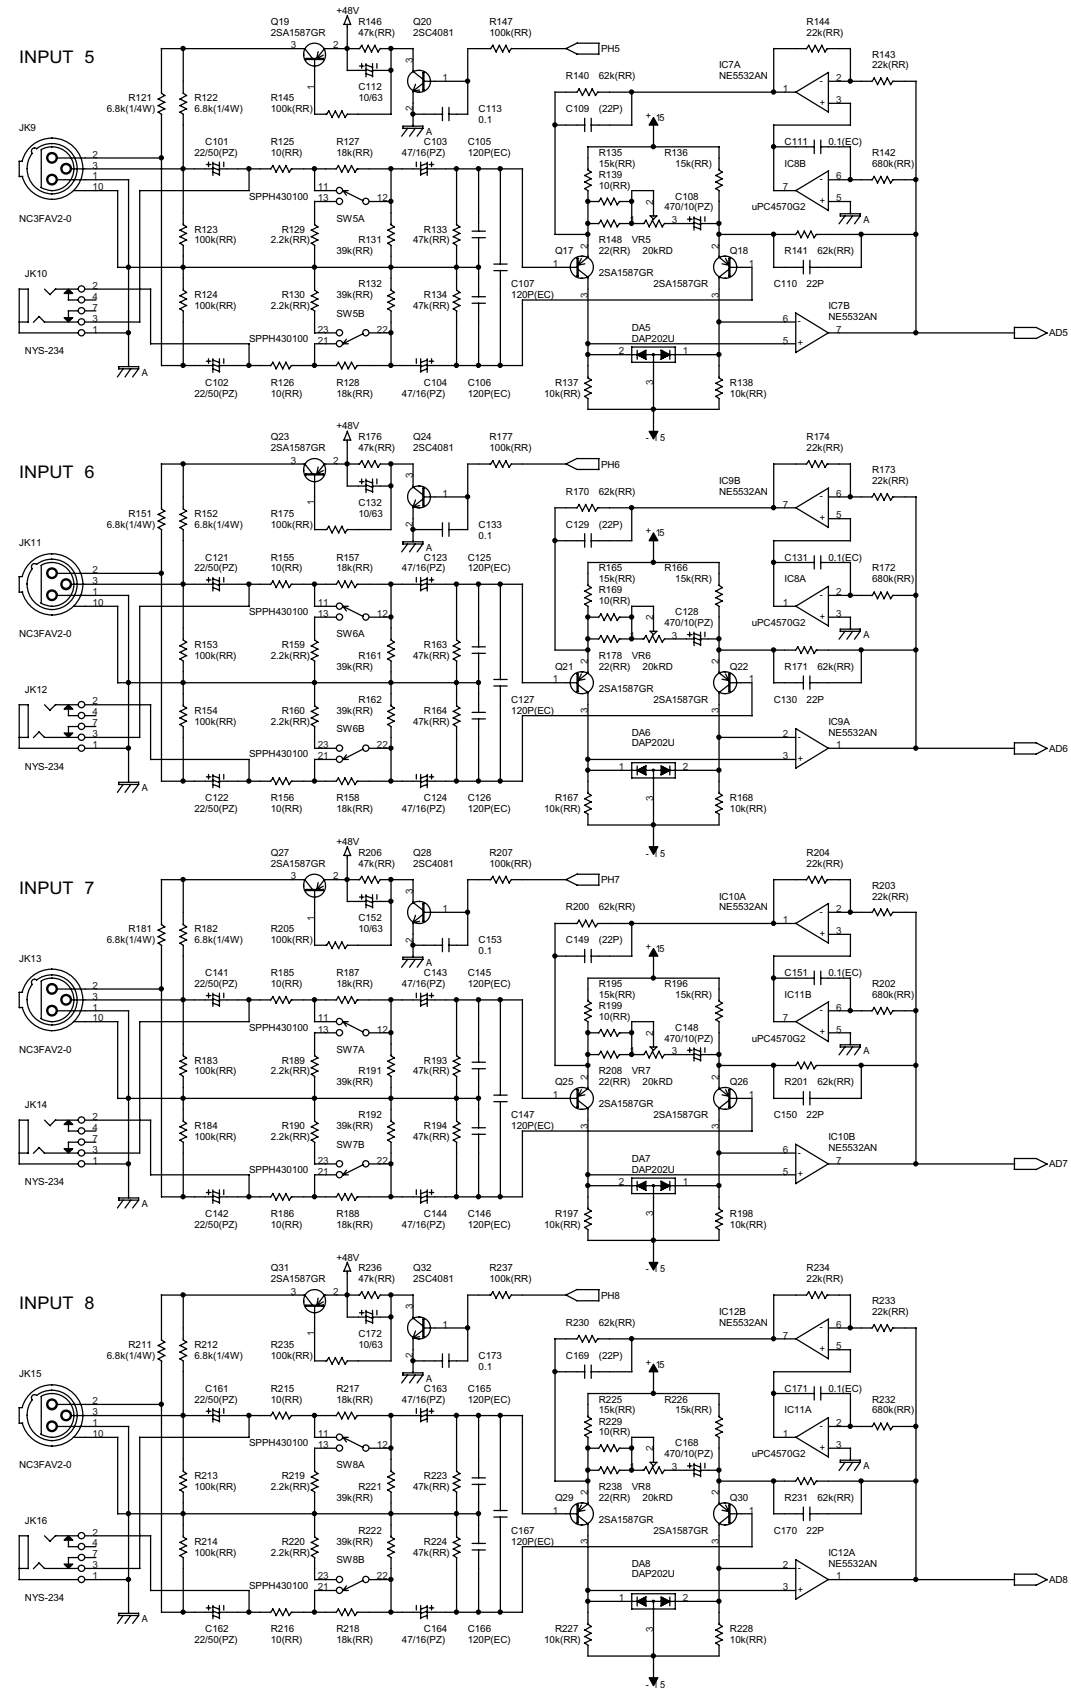 INPUT 5
Q19
2SA1587GR
+48V
R146
47k(RR)
Q20
2SC4081
R147
100k(RR)
PH5
R121
6.8k(1/4W)
R122
6.8k(1/4W)
R145
100k(RR)
C112
10/63
C113
0.1
A
JK9
NC3FAV2-0
C101
22/50(PZ)
R125
10(RR)
R127
18k(RR)
C103
47/16(PZ)
C105
120P(EC)
SPPH430100
11
13
12
SW5A
R123
100k(RR)
R129
2.2k(RR)
R131
39k(RR)
R133
47k(RR)
JK10
NYS-234
R124
100k(RR)
R130
2.2k(RR)
R132
39k(RR)
R134
47k(RR)
C107
120P(EC)
SW5B
SPPH430100
23
21
22
C102
22/50(PZ)
R126
10(RR)
R128
18k(RR)
C104
47/16(PZ)
C106
120P(EC)
R140 62k(RR)
C109 (22P)
+15
R135
15k(RR)
R139
10(RR)
R136
15k(RR)
C108
470/10(PZ)
R148
22(RR)
VR5
20kRD
Q17
2SA1587GR
Q18
2SA1587GR
DA5
DAP202U
R137
10k(RR)
R138
10k(RR)
-15
IC7A
NE5532AN
R144
22k(RR)
R143
22k(RR)
C111 0.1(EC)
IC8B
uPC4570G2
R142
680k(RR)
A
R141 62k(RR)
C110 22P
IC7B
NE5532AN
AD5
INPUT 6
Q23
2SA1587GR
+48V
R176
47k(RR)
Q24
2SC4081
R177
100k(RR)
PH6
R151
6.8k(1/4W)
R152
6.8k(1/4W)
R175
100k(RR)
C132
10/63
C133
0.1
A
JK11
NC3FAV2-0
C121
22/50(PZ)
R155
10(RR)
R157
18k(RR)
C123
47/16(PZ)
C125
120P(EC)
SPPH430100
11
13
12
SW6A
R153
100k(RR)
R159
2.2k(RR)
R161
39k(RR)
R163
47k(RR)
JK12
NYS-234
R154
100k(RR)
R160
2.2k(RR)
R162
39k(RR)
R164
47k(RR)
C127
120P(EC)
SW6B
SPPH430100
23
21
22
C122
22/50(PZ)
R156
10(RR)
R158
18k(RR)
C124
47/16(PZ)
C126
120P(EC)
R170 62k(RR)
C129 (22P)
+15
R165
15k(RR)
R169
10(RR)
R166
15k(RR)
C128
470/10(PZ)
R178
22(RR)
VR6
20kRD
Q21
2SA1587GR
Q22
2SA1587GR
DA6
DAP202U
R167
10k(RR)
R168
10k(RR)
-15
IC9B
NE5532AN
R174
22k(RR)
R173
22k(RR)
C131 0.1(EC)
IC8A
uPC4570G2
R172
680k(RR)
A
R171 62k(RR)
C130 22P
IC9A
NE5532AN
AD6
INPUT 7
Q27
2SA1587GR
+48V
R206
47k(RR)
Q28
2SC4081
R207
100k(RR)
PH7
R181
6.8k(1/4W)
R182
6.8k(1/4W)
R205
100k(RR)
C152
10/63
C153
0.1
A
JK13
NC3FAV2-0
C141
22/50(PZ)
R185
10(RR)
R187
18k(RR)
C143
47/16(PZ)
C145
120P(EC)
SPPH430100
11
13
12
SW7A
R183
100k(RR)
R189
2.2k(RR)
R191
39k(RR)
R193
47k(RR)
JK14
NYS-234
R184
100k(RR)
R190
2.2k(RR)
R192
39k(RR)
R194
47k(RR)
C147
120P(EC)
SW7B
SPPH430100
23
21
22
C142
22/50(PZ)
R186
10(RR)
R188
18k(RR)
C144
47/16(PZ)
C146
120P(EC)
R200 62k(RR)
C149 (22P)
+15
R195
15k(RR)
R199
10(RR)
R196
15k(RR)
C148
470/10(PZ)
R208
22(RR)
VR7
20kRD
Q25
2SA1587GR
Q26
2SA1587GR
DA7
DAP202U
R197
10k(RR)
R198
10k(RR)
-15
IC10A
NE5532AN
R204
22k(RR)
R203
22k(RR)
C151 0.1(EC)
IC11B
uPC4570G2
R202
680k(RR)
A
R201 62k(RR)
C150 22P
IC10B
NE5532AN
AD7
INPUT 8
Q31
2SA1587GR
+48V
R236
47k(RR)
Q32
2SC4081
R237
100k(RR)
PH8
R211
6.8k(1/4W)
R212
6.8k(1/4W)
R235
100k(RR)
C172
10/63
C173
0.1
A
JK15
NC3FAV2-0
C161
22/50(PZ)
R215
10(RR)
R217
18k(RR)
C163
47/16(PZ)
C165
120P(EC)
SPPH430100
11
13
12
SW8A
R213
100k(RR)
R219
2.2k(RR)
R221
39k(RR)
R223
47k(RR)
JK16
NYS-234
R214
100k(RR)
R220
2.2k(RR)
R222
39k(RR)
R224
47k(RR)
C167
120P(EC)
SW8B
SPPH430100
23
21
22
C162
22/50(PZ)
R216
10(RR)
R218
18k(RR)
C164
47/16(PZ)
C166
120P(EC)
R230 62k(RR)
C169 (22P)
+15
R225
15k(RR)
R229
10(RR)
R226
15k(RR)
C168
470/10(PZ)
R238
22(RR)
VR8
20kRD
Q29
2SA1587GR
Q30
2SA1587GR
DA8
DAP202U
R227
10k(RR)
R228
10k(RR)
-15
IC12B
NE5532AN
R234
22k(RR)
R233
22k(RR)
C171 0.1(EC)
IC11A
uPC4570G2
R232
680k(RR)
A
R231 62k(RR)
C170 22P
IC12A
NE5532AN
AD8